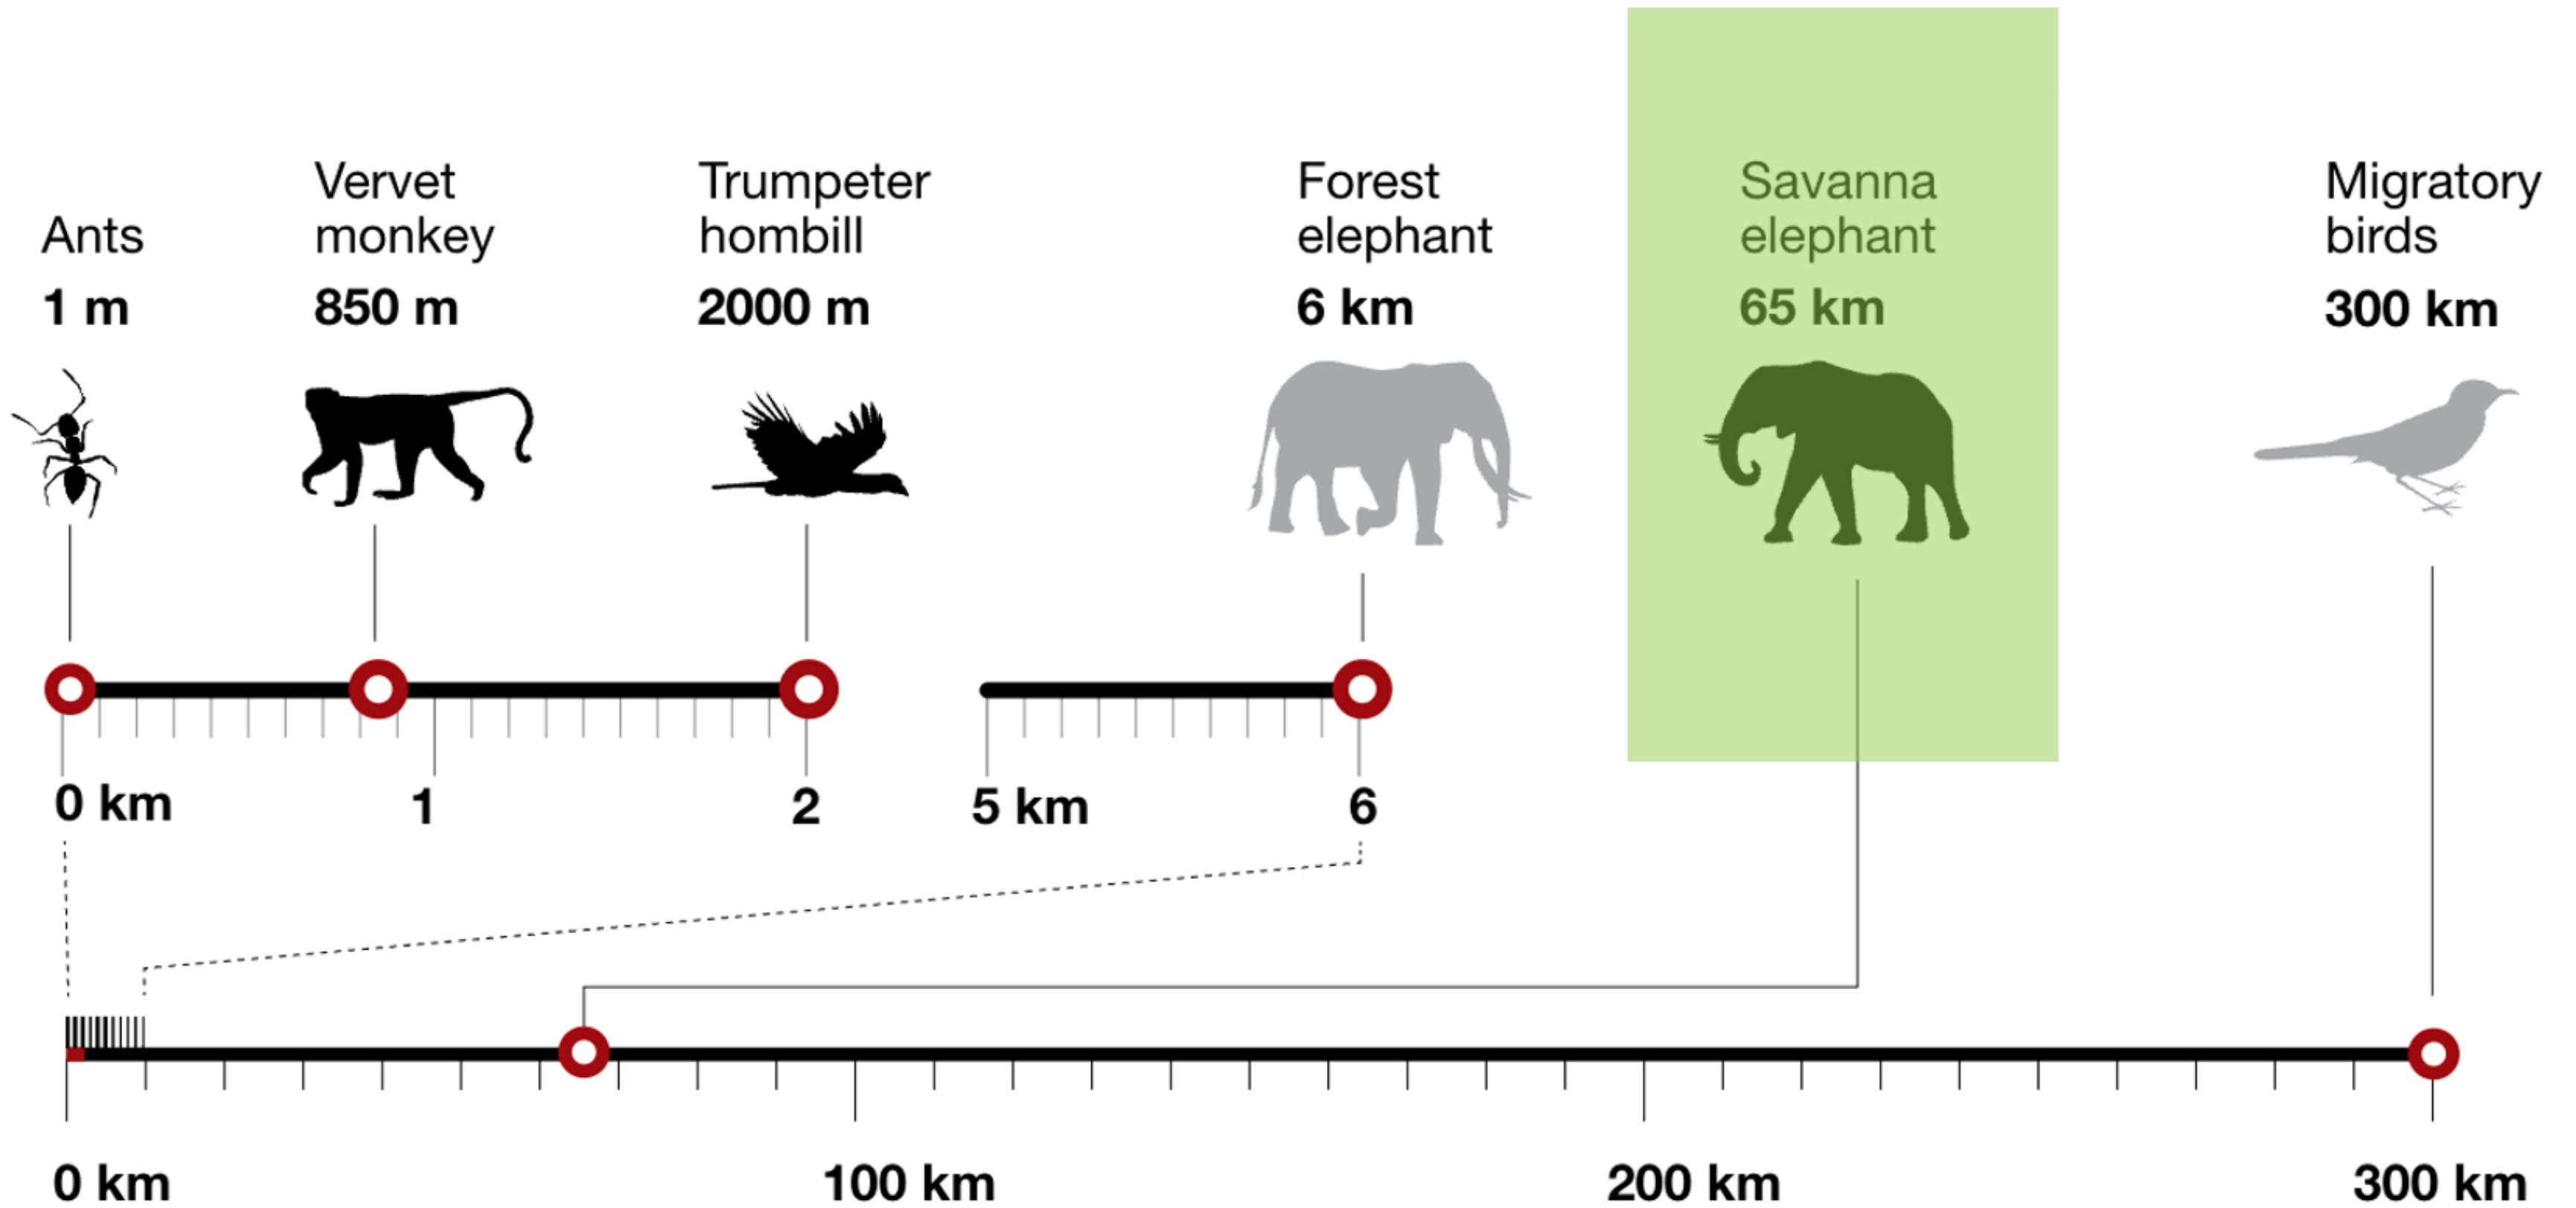 Ants
1 m
Vervet
monkey
850 m
Trumpeter
hombill
2000 m
Forest
elephant
6 km
Savanna
elephant
65 km
Migratory
birds
300 km
0 km
1
2
5 km
6
0 km
100 km
200 km
300 km